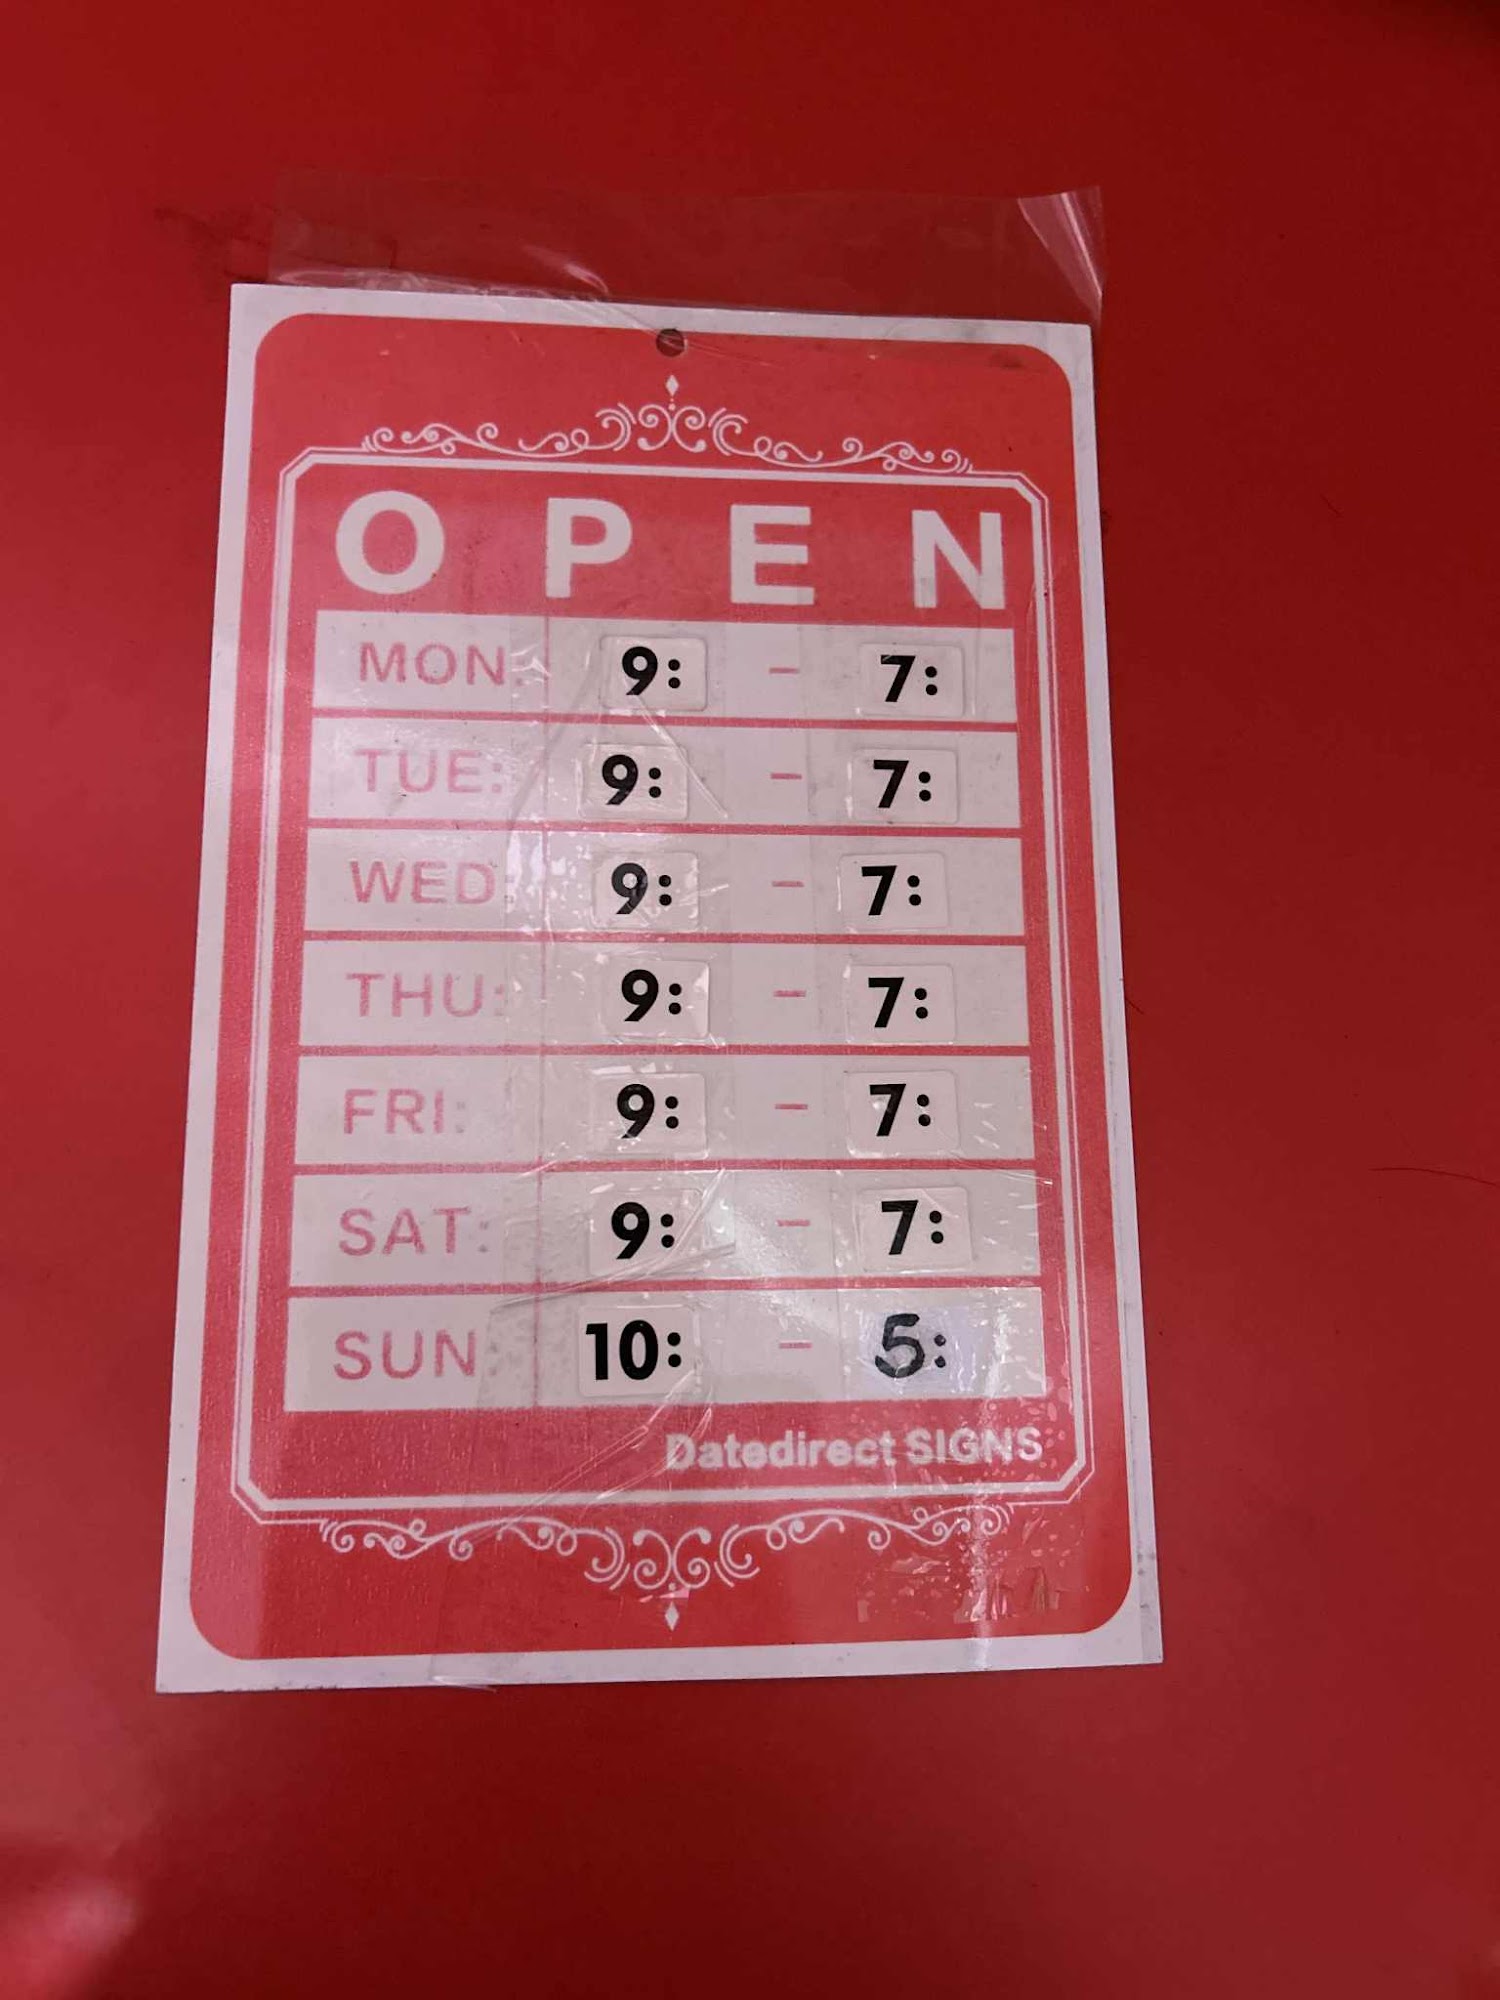 OPEN
MON: 9: - 7:
TUE: 9: - 7:
WED: 9: - 7:
THU: 9: - 7:
FRI: 9: - 7:
SAT: 9: - 7:
SUN 10: - 5:
Datedirect SIGNS